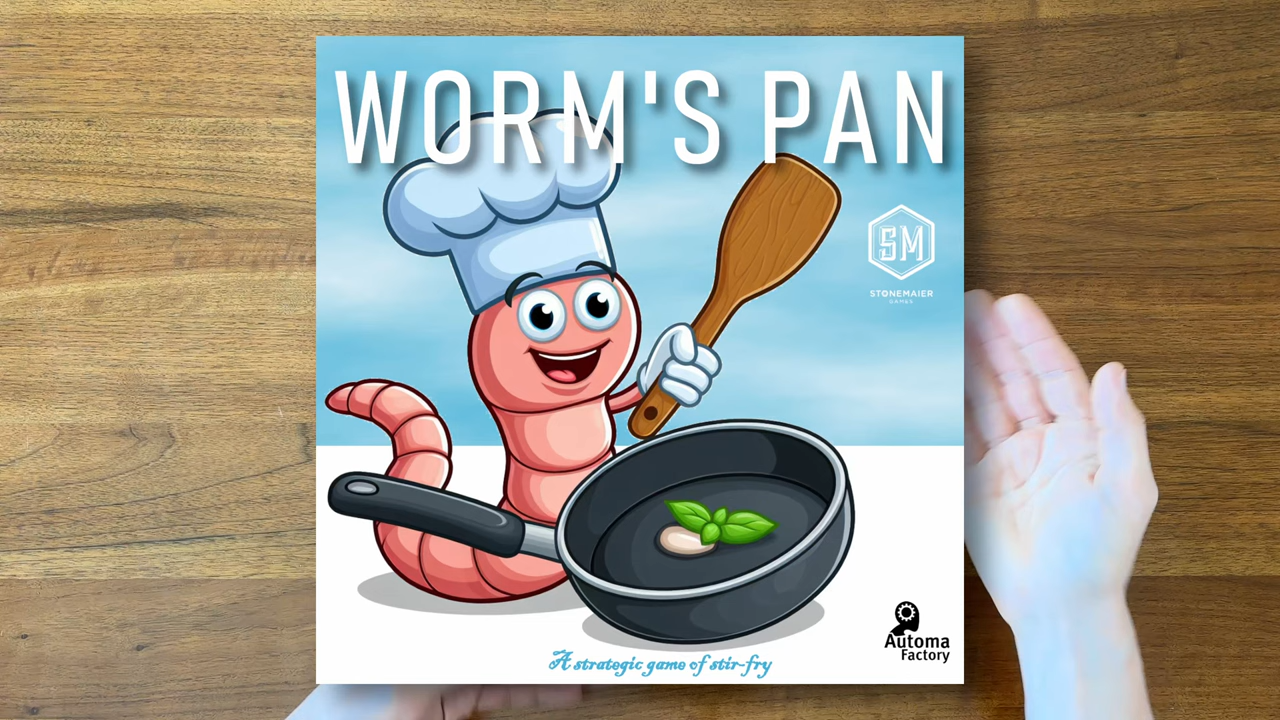 WORM'S PAN
SM
STONEMAIER
GAMES
A strategic game of stir-fry
Automa
Factory